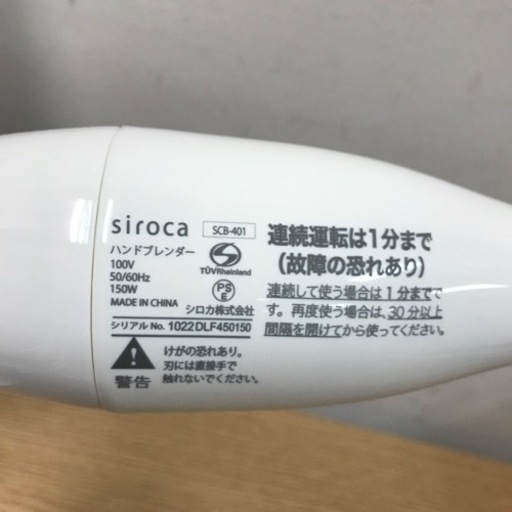 siroca SCB-401
ハンドブレンダー
100V
50/60Hz
150W
MADE IN CHINA
TÜVRheinland
PS
E
シロカ株式会社
シリアル No. 1022DLF450150
警告
けがの恐れあり。
刃には直接手で
触れないでください。
連続運転は1分まで
(故障の恐れあり)
連続して使う場合は1分までで
す。再度使う場合は、30分以上
間隔を開けてから使ってください。